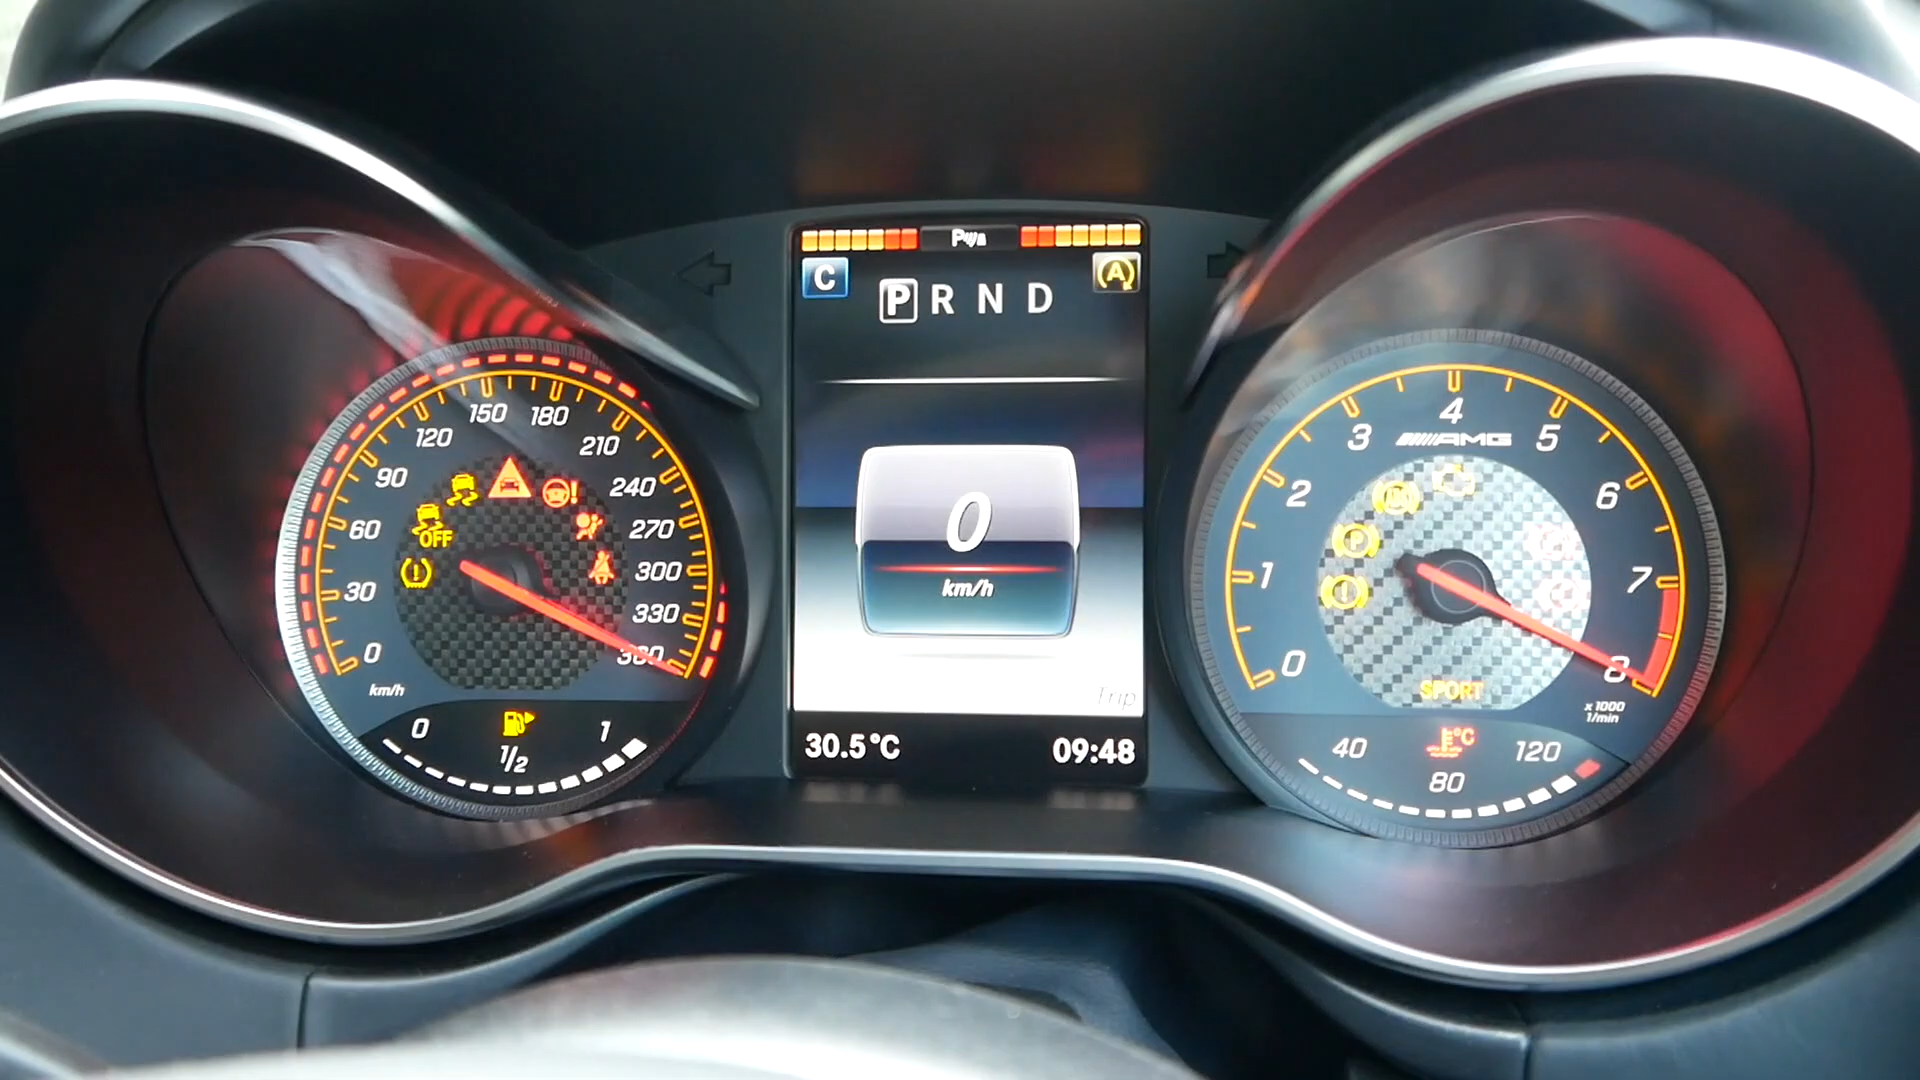 0
30
60
90
120
150
180
210
240
270
300
330
360
km/h
OFF
0
1/2
1
C
A
P R N D
0
km/h
Trip
30.5°C
09:48
0
1
2
3
4
5
6
7
8
AMG
P
SPORT
x 1000
1/min
40
80
120
°C